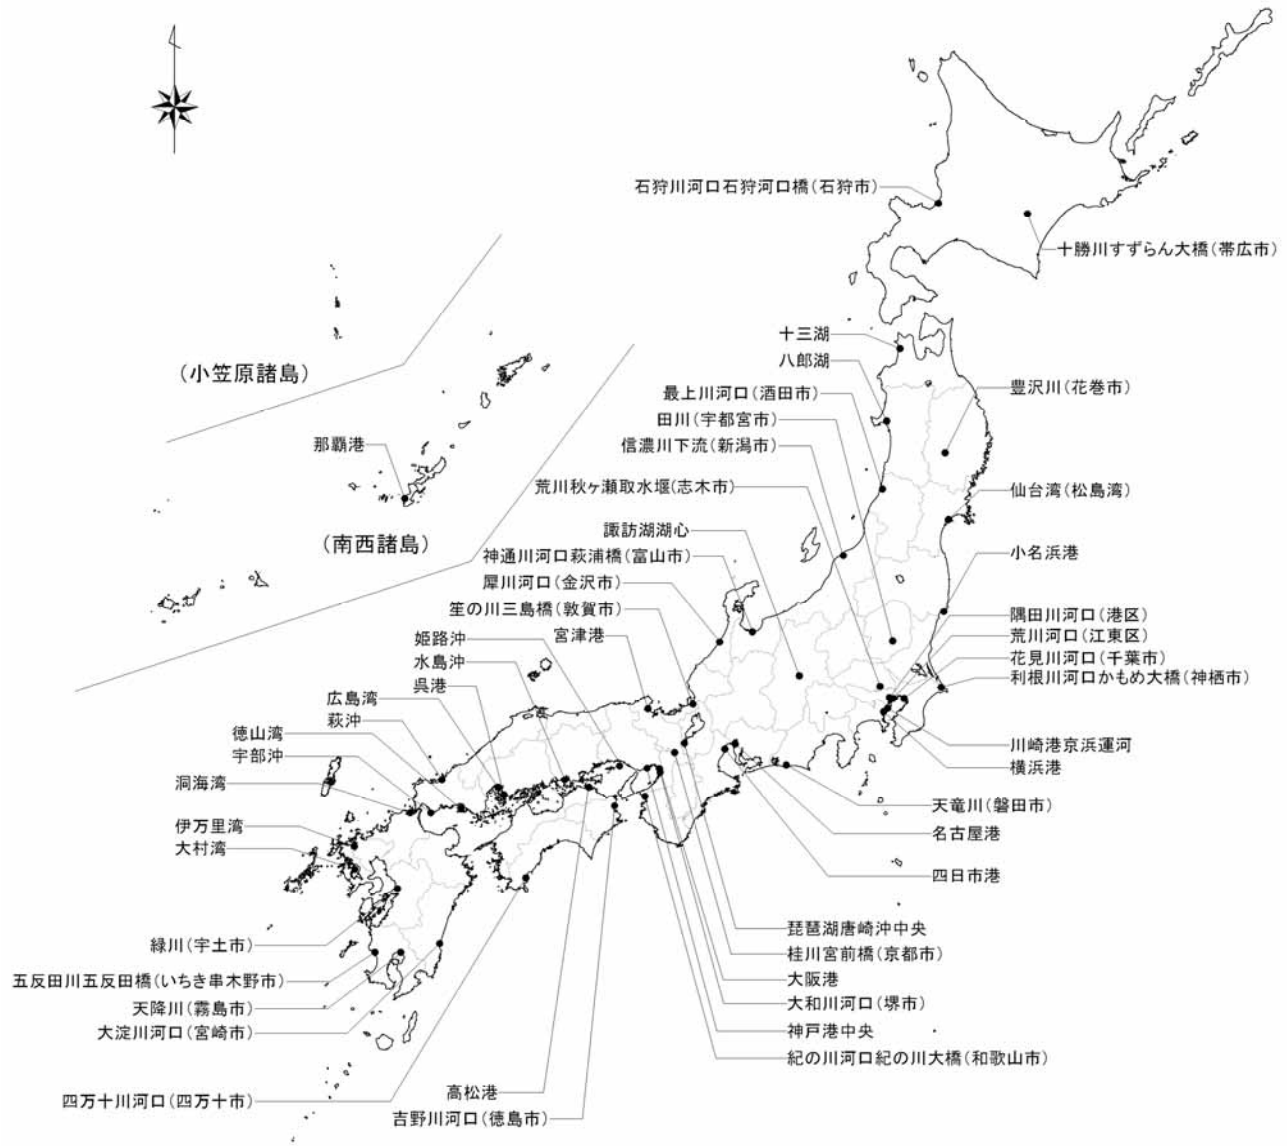 石狩川河口石狩河口橋(石狩市)
十勝川すずらん大橋(帯広市)
十三湖
八郎湖
(小笠原諸島)
豊沢川(花巻市)
最上川河口(酒田市)
田川(宇都宮市)
那覇港
信濃川下流(新潟市)
荒川秋ヶ瀬取水堰(志木市)
仙台湾(松島湾)
諏訪湖湖心
(南西諸島)
小名浜港
神通川河口萩浦橋(富山市)
犀川河口(金沢市)
笙の川三島橋(敦賀市)
隅田川河口(港区)
宮津港
荒川河口(江東区)
姫路沖
花見川河口(千葉市)
水島沖
利根川河口かもめ大橋(神栖市)
呉港
広島湾
萩沖
徳山湾
川崎港京浜運河
宇部沖
横浜港
洞海湾
天竜川(磐田市)
伊万里湾
名古屋港
大村湾
四日市港
琵琶湖唐崎沖中央
緑川(宇土市)
桂川宮前橋(京都市)
五反田川五反田橋(いちき串木野市)
大阪港
天降川(霧島市)
大和川河口(堺市)
大淀川河口(宮崎市)
神戸港中央
紀の川河口紀の川大橋(和歌山市)
高松港
四万十川河口(四万十市)
吉野川河口(徳島市)